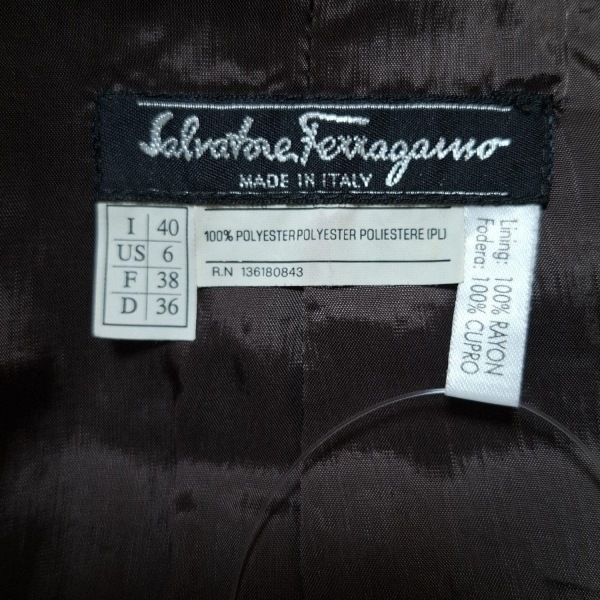 Salvatore Ferragamo
MADE IN ITALY
I 40
US 6
F 38
D 36
100% POLYESTER POLYESTER POLIESTERE (PL)
R.N 136180843
Lining: 100% RAYON
Fodera: 100% CUPRO